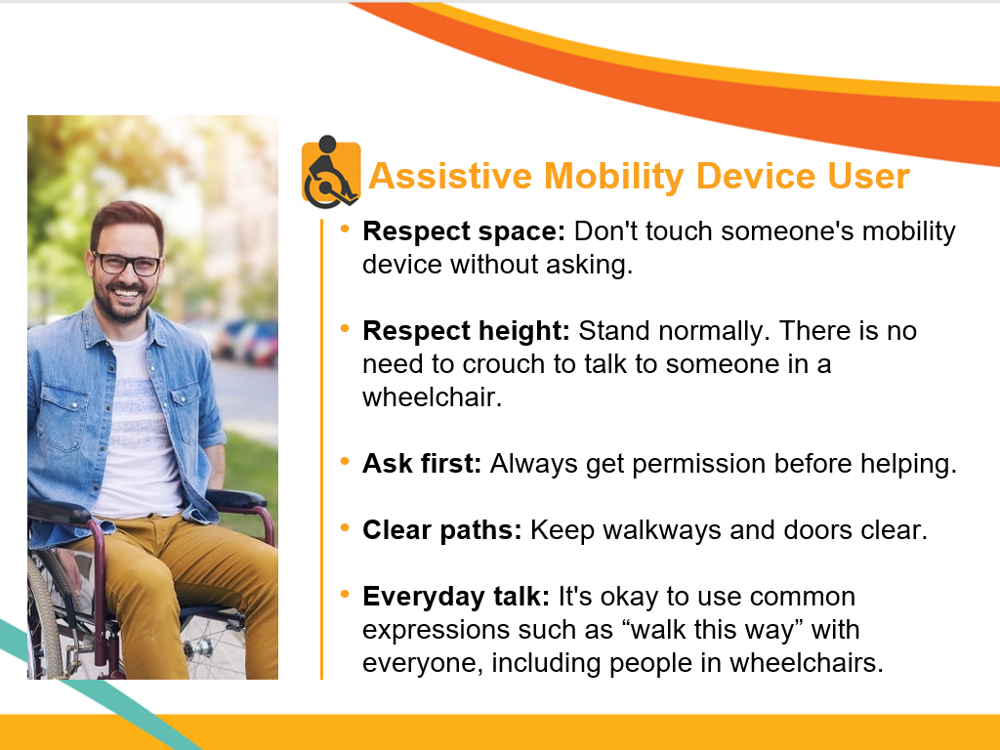 Assistive Mobility Device User
• Respect space: Don't touch someone's mobility
device without asking.
• Respect height: Stand normally. There is no
need to crouch to talk to someone in a
wheelchair.
• Ask first: Always get permission before helping.
• Clear paths: Keep walkways and doors clear.
• Everyday talk: It's okay to use common
expressions such as “walk this way” with
everyone, including people in wheelchairs.